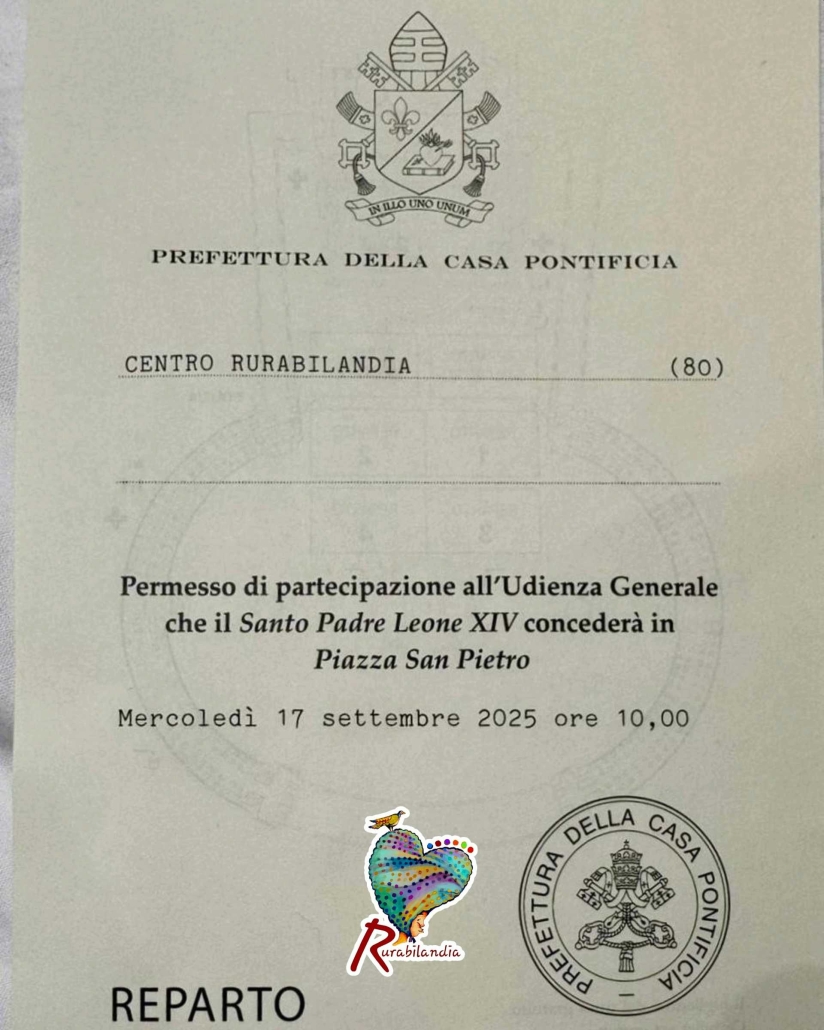 IN ILLO UNO UNUM
PREFETTURA DELLA CASA PONTIFICIA
CENTRO RURABILANDIA (80)
Permesso di partecipazione all'Udienza Generale
che il Santo Padre Leone XIV concederà in
Piazza San Pietro
Mercoledì 17 settembre 2025 ore 10,00
Rurabilandia
PREFETTURA DELLA CASA PONTIFICIA
REPARTO